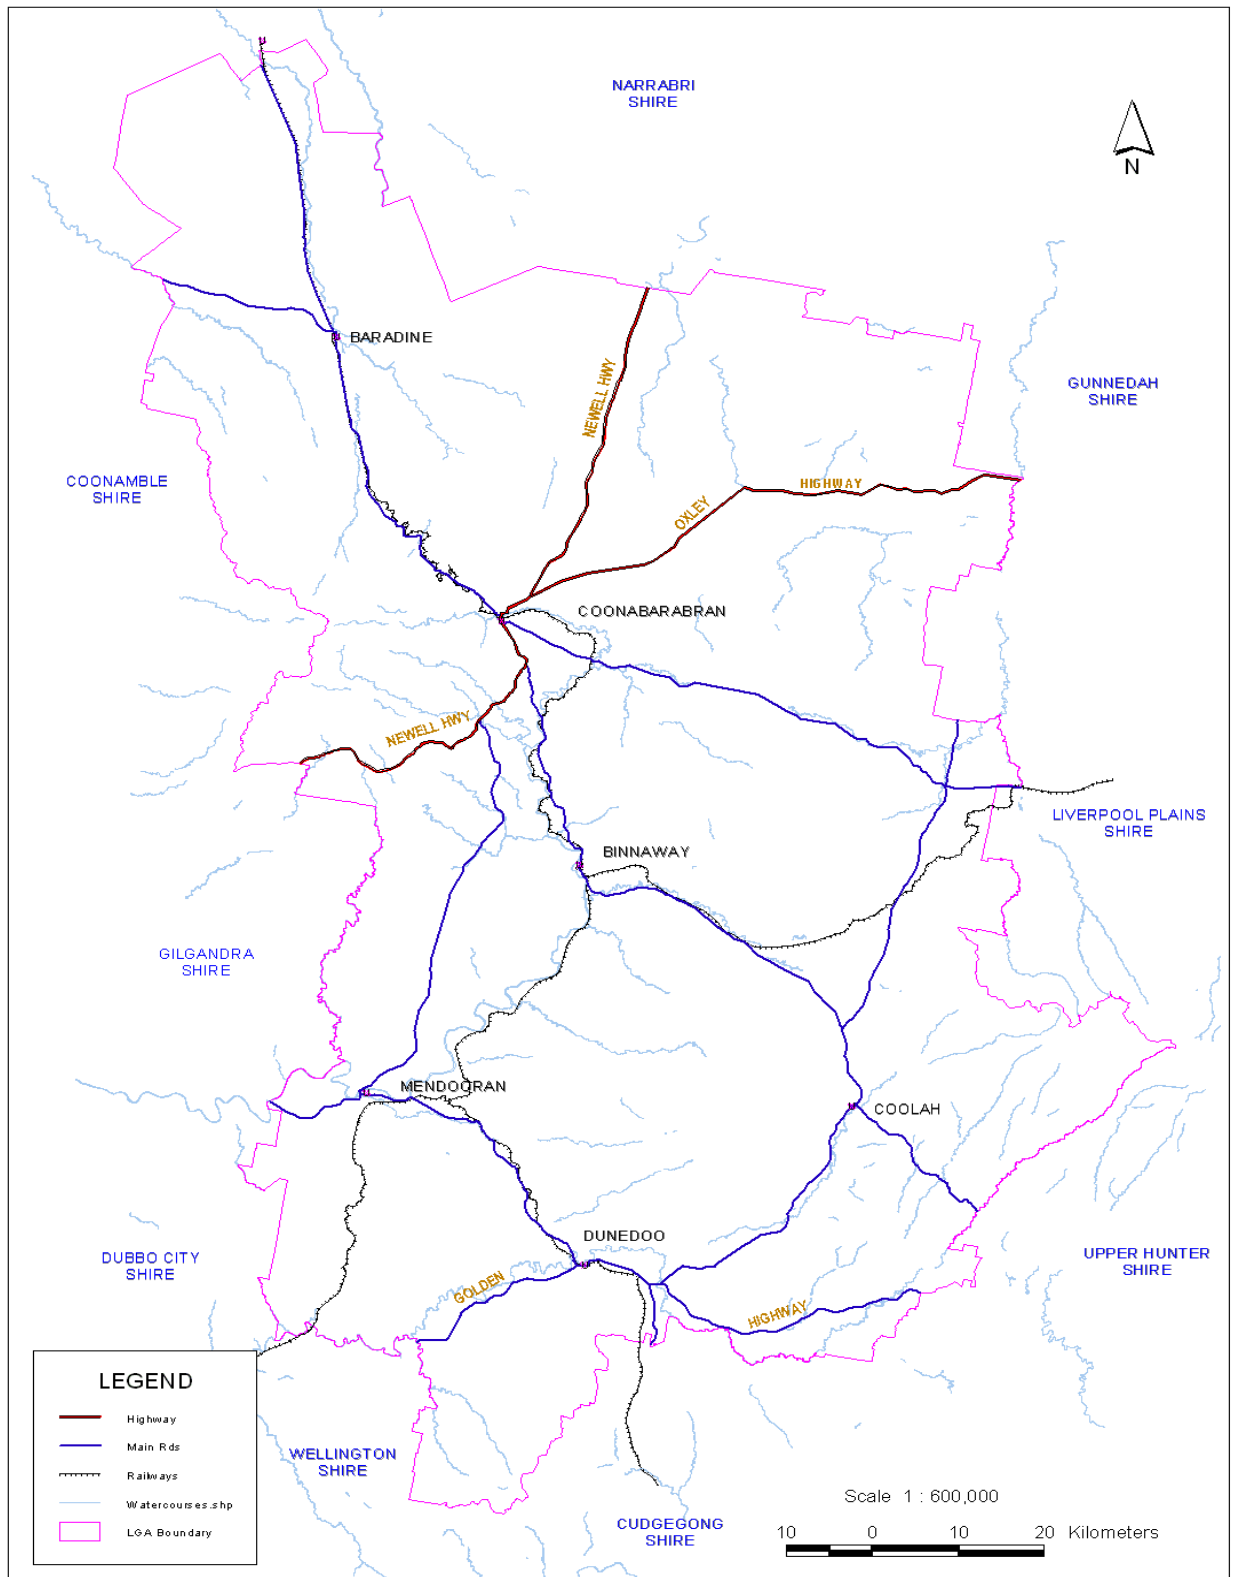 NARRABRI
SHIRE
N
BARADINE
NEWELL HWY
GUNNEDAH
SHIRE
COONAMBLE
SHIRE
HIGHWAY
OXLEY
COONABARABRAN
NEWELL HWY
LIVERPOOL PLAINS
SHIRE
BINNAWAY
GILGANDRA
SHIRE
MENDOORAN
COOLAH
DUNEDOO
DUBBO CITY
SHIRE
UPPER HUNTER
SHIRE
GOLDEN
HIGHWAY
LEGEND
Highway
Main Rds
Railways
Watercourses.shp
LGA Boundary
WELLINGTON
SHIRE
CUDGEGONG
SHIRE
Scale 1 : 600,000
10 0 10 20 Kilometers